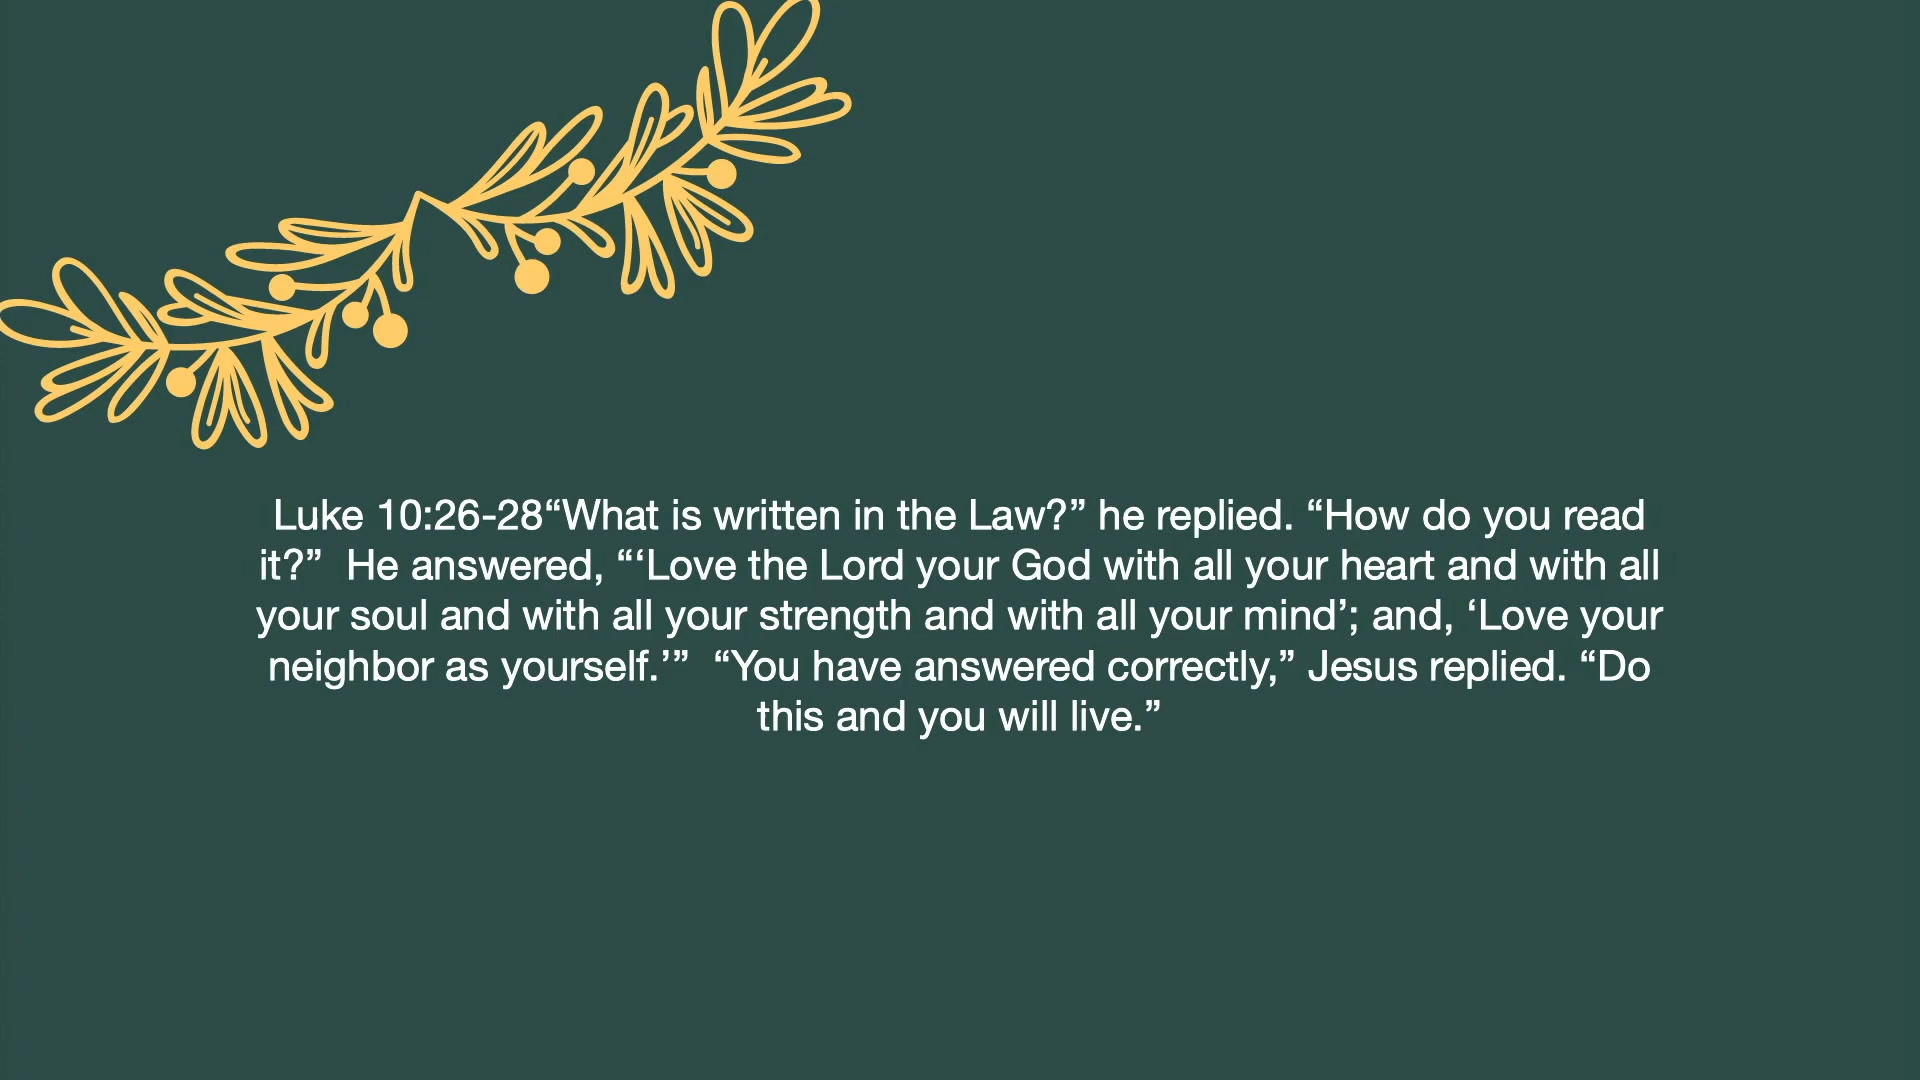 Luke 10:26-28“What is written in the Law?” he replied. “How do you read
it?”  He answered, “‘Love the Lord your God with all your heart and with all
your soul and with all your strength and with all your mind’; and, ‘Love your
neighbor as yourself.’”  “You have answered correctly,” Jesus replied. “Do
this and you will live.”